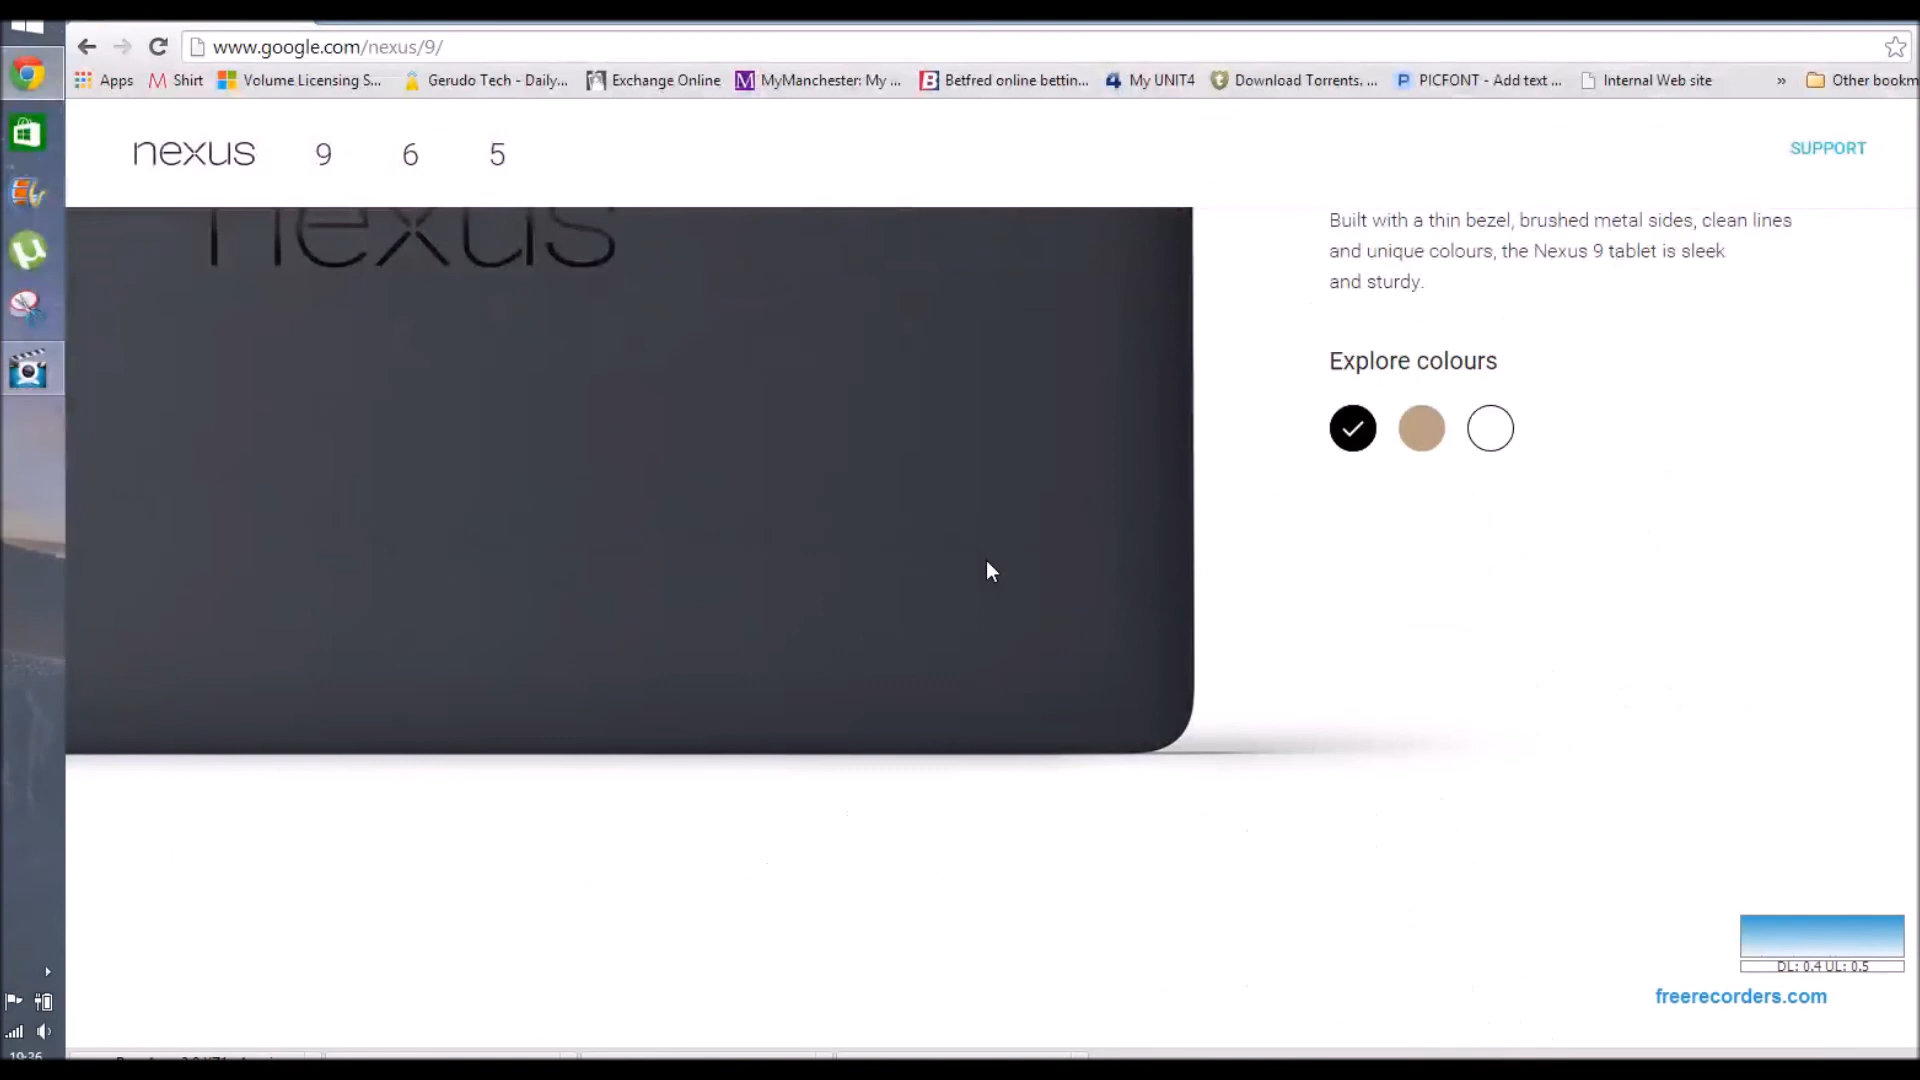 www.google.com/nexus/9/
Apps Shirt Volume Licensing S... Gerudo Tech - Daily... Exchange Online MyManchester: My ... Betfred online bettin... My UNIT4 Download Torrents, ... PICFONT - Add text ... Internal Web site » Other bookm
nexus 9 6 5
SUPPORT
nexus
Built with a thin bezel, brushed metal sides, clean lines
and unique colours, the Nexus 9 tablet is sleek
and sturdy.
Explore colours
DL: 0.4 UL: 0.5
freerecorders.com
19:36